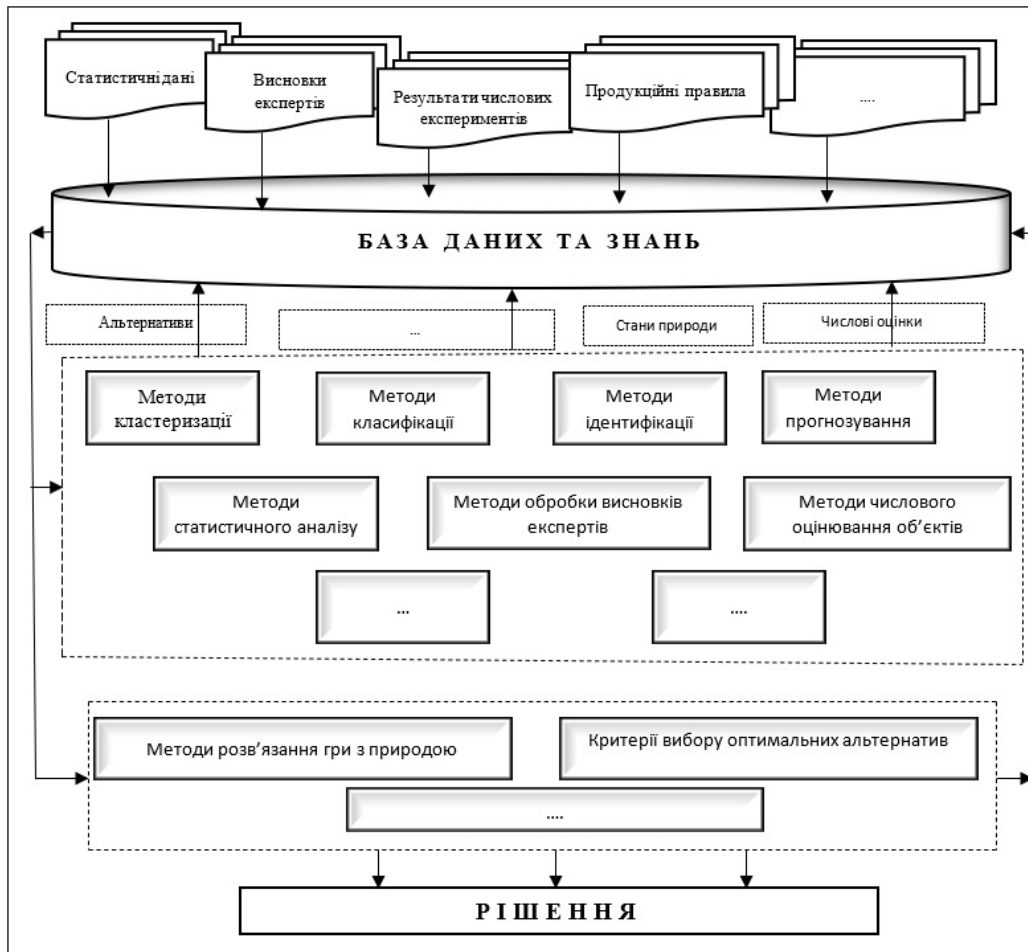 Статистичні дані
Висновки
експертів
Результати числових
експериментів
Продукційні правила
....
БАЗА ДАНИХ ТА ЗНАНЬ
Альтернативи
...
Стани природи
Числові оцінки
Методи
кластеризації
Методи
класифікації
Методи
ідентифікації
Методи
прогнозування
Методи
статистичного аналізу
Методи обробки висновків
експертів
Методи числового
оцінювання об’єктів
...
....
Методи розв’язання гри з природою
Критерії вибору оптимальних альтернатив
....
РІШЕННЯ